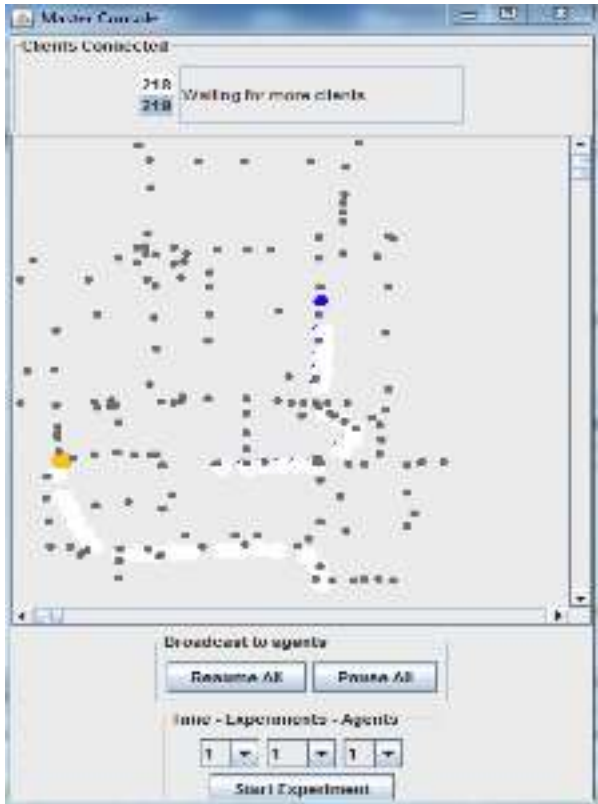 Master Console
Clients Connected
218
218
Waiting for more clients
Broadcast to agents
Resume All
Pause All
Time - Experiments - Agents
1 1 1
Start Experiment